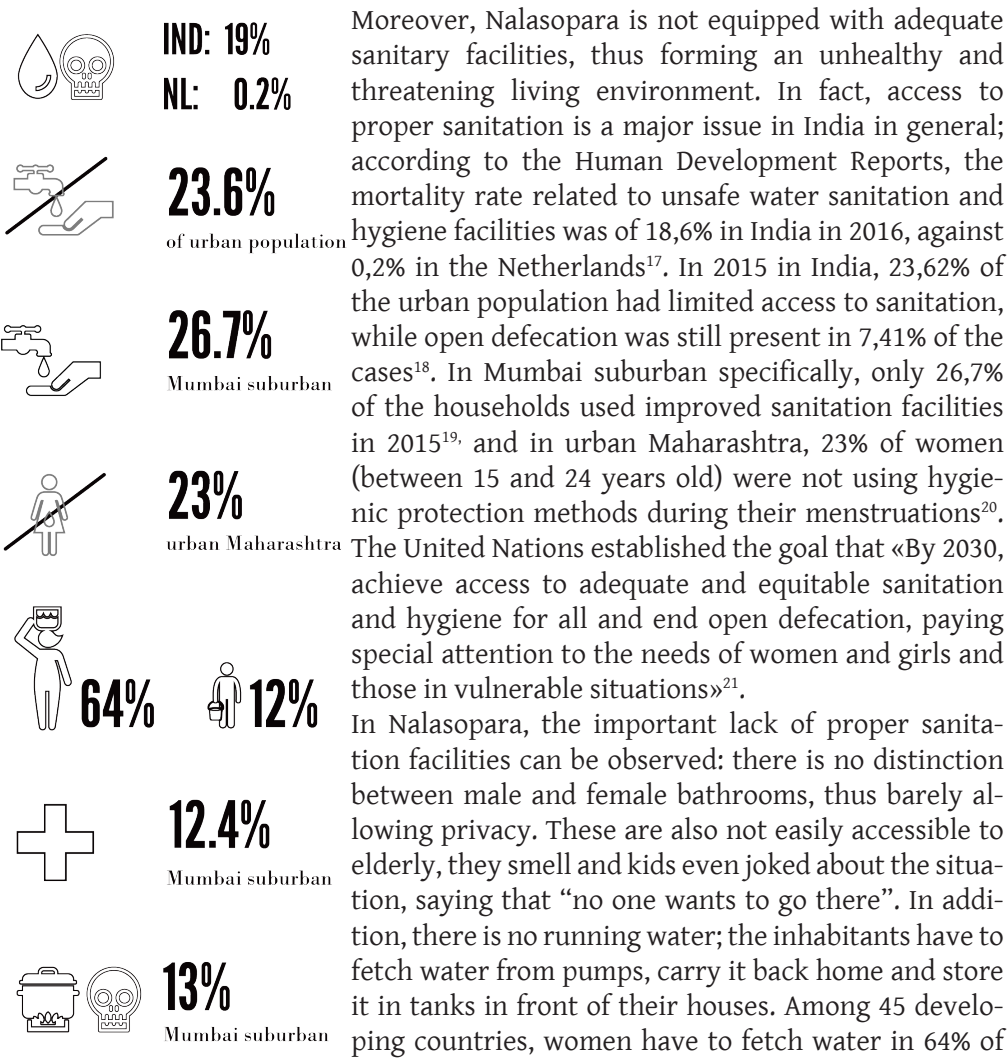 IND: 19%
NL: 0.2%
23.6%
of urban population
26.7%
Mumbai suburban
23%
urban Maharashtra
64% 12%
12.4%
Mumbai suburban
13%
Mumbai suburban
Moreover, Nalasopara is not equipped with adequate
sanitary facilities, thus forming an unhealthy and
threatening living environment. In fact, access to
proper sanitation is a major issue in India in general;
according to the Human Development Reports, the
mortality rate related to unsafe water sanitation and
hygiene facilities was of 18,6% in India in 2016, against
0,2% in the Netherlands¹⁷. In 2015 in India, 23,62% of
the urban population had limited access to sanitation,
while open defecation was still present in 7,41% of the
cases¹⁸. In Mumbai suburban specifically, only 26,7%
of the households used improved sanitation facilities
in 2015¹⁹, and in urban Maharashtra, 23% of women
(between 15 and 24 years old) were not using hygie-
nic protection methods during their menstruations²⁰.
The United Nations established the goal that «By 2030,
achieve access to adequate and equitable sanitation
and hygiene for all and end open defecation, paying
special attention to the needs of women and girls and
those in vulnerable situations»²¹.
In Nalasopara, the important lack of proper sanita-
tion facilities can be observed: there is no distinction
between male and female bathrooms, thus barely al-
lowing privacy. These are also not easily accessible to
elderly, they smell and kids even joked about the situa-
tion, saying that “no one wants to go there”. In addi-
tion, there is no running water; the inhabitants have to
fetch water from pumps, carry it back home and store
it in tanks in front of their houses. Among 45 develo-
ping countries, women have to fetch water in 64% of